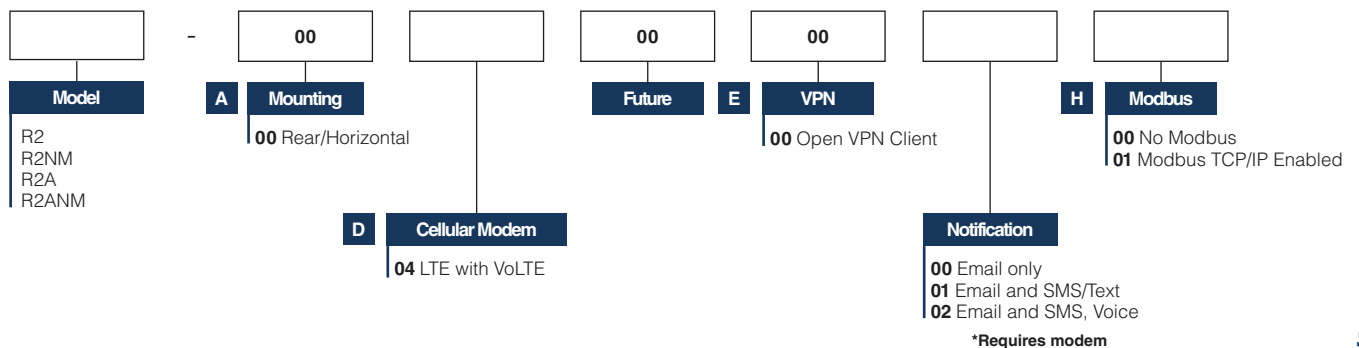 - 00 00 00
Model
R2
R2NM
R2A
R2ANM
A Mounting
00 Rear/Horizontal
D Cellular Modem
04 LTE with VoLTE
Future
E VPN
00 Open VPN Client
Notification
00 Email only
01 Email and SMS/Text
02 Email and SMS, Voice
*Requires modem
H Modbus
00 No Modbus
01 Modbus TCP/IP Enabled